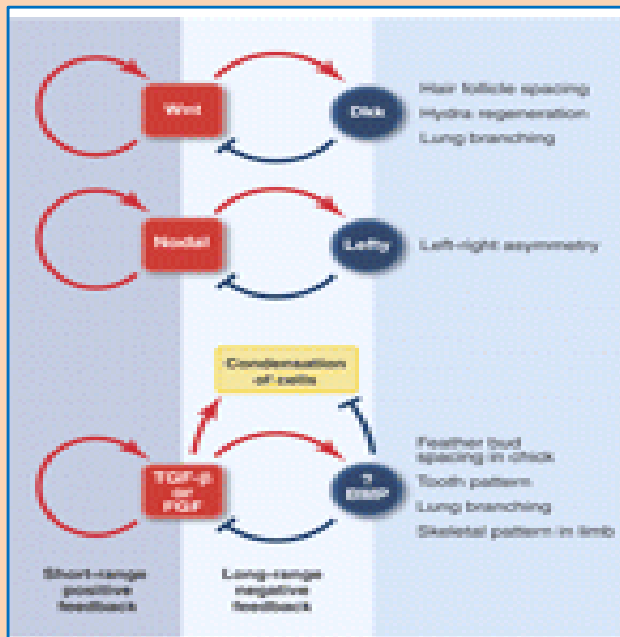 Wnt
Dkk
Hair follicle spacing
Hydra regeneration
Lung branching
Nodal
Lefty
Left-right asymmetry
Condensation
of cells
TGF-β
or
FGF
?
BMP
Feather bud
spacing in chick
Tooth pattern
Lung branching
Skeletal pattern in limb
Short-range
positive
feedback
Long-range
negative
feedback